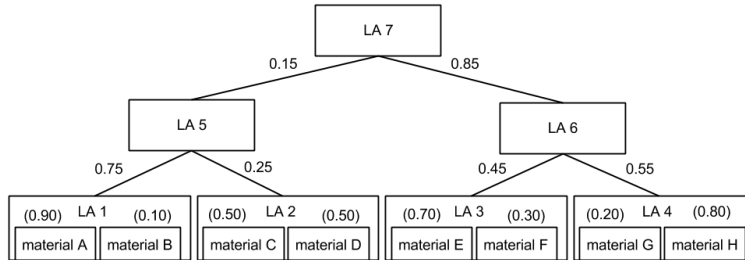 LA 7
0.15 0.85
LA 5
LA 6
0.75 0.25 0.45 0.55
LA 1 LA 2 LA 3 LA 4
(0.90) (0.10) (0.50) (0.50) (0.70) (0.30) (0.20) (0.80)
material A material B material C material D material E material F material G material H